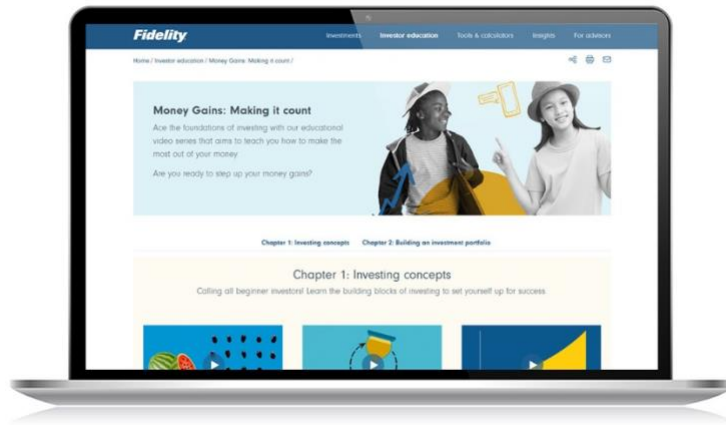 Fidelity
Investments Investor education Tools & calculators Insights For advisors
Home / Investor education / Money Gains: Making it count /
Money Gains: Making it count
Ace the foundations of investing with our educational
video series that aims to teach you how to make the
most out of your money
Are you ready to step up your money gains?
Chapter 1: Investing concepts Chapter 2: Building an investment portfolio
Chapter 1: Investing concepts
Calling all beginner investors! Learn the building blocks of investing to set yourself up for success